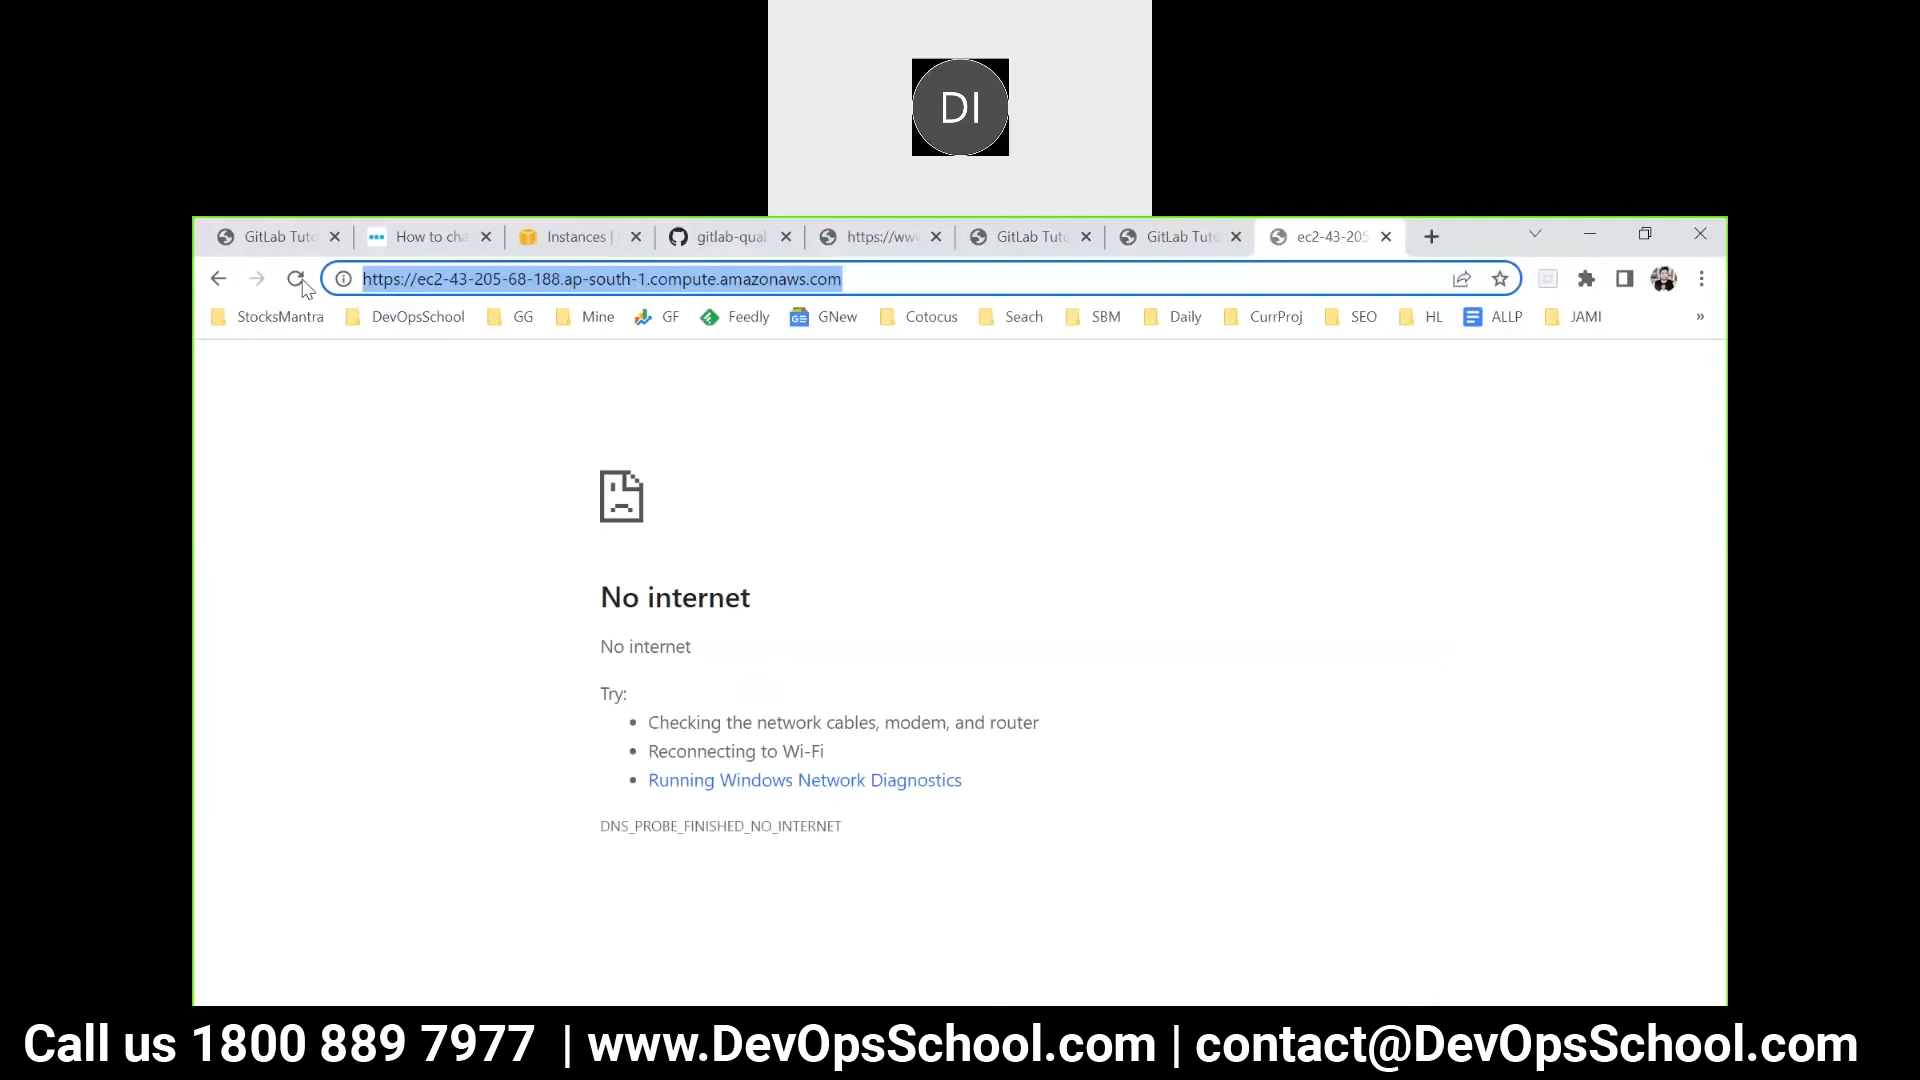 DI
GitLab Tuto
How to cha
Instances |
gitlab-qual
https://ww
GitLab Tuto
GitLab Tuto
ec2-43-205
https://ec2-43-205-68-188.ap-south-1.compute.amazonaws.com
StocksMantra DevOpsSchool GG Mine GF Feedly GNew Cotocus Seach SBM Daily CurrProj SEO HL ALLP JAMI »
No internet
No internet
Try:
• Checking the network cables, modem, and router
• Reconnecting to Wi-Fi
• Running Windows Network Diagnostics
DNS_PROBE_FINISHED_NO_INTERNET
Call us 1800 889 7977 | www.DevOpsSchool.com | contact@DevOpsSchool.com